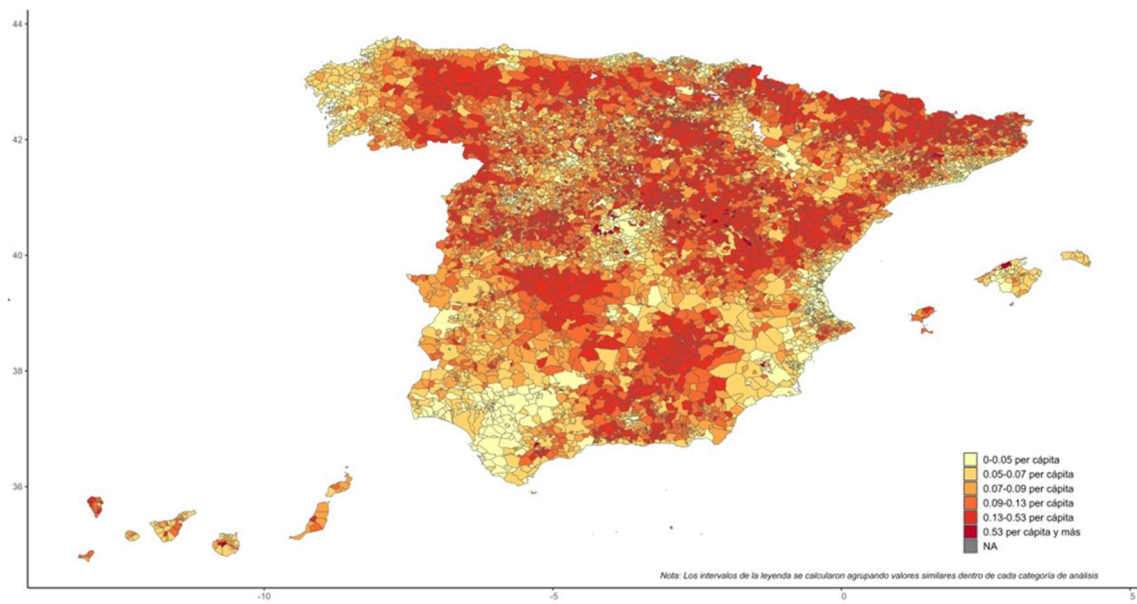 44
42
40
38
36
0-0.05 per cápita
0.05-0.07 per cápita
0.07-0.09 per cápita
0.09-0.13 per cápita
0.13-0.53 per cápita
0.53 per cápita y más
NA
Nota: Los intervalos de la leyenda se calcularon agrupando valores similares dentro de cada categoría de análisis
-10
-5
0
5